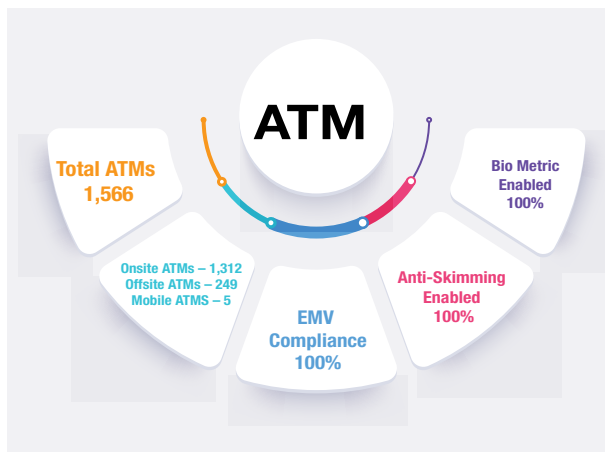 ATM
Total ATMs
1,566
Onsite ATMs – 1,312
Offsite ATMs – 249
Mobile ATMS – 5
EMV
Compliance
100%
Anti-Skimming
Enabled
100%
Bio Metric
Enabled
100%